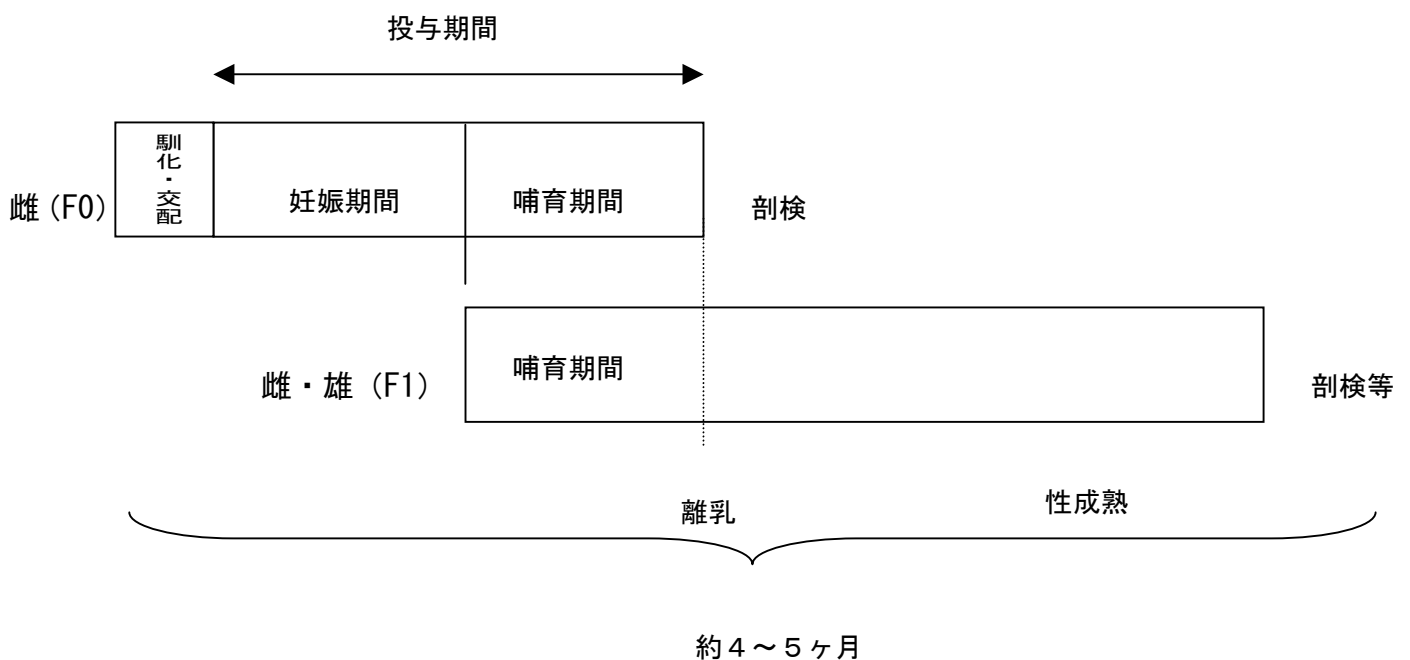 投与期間
馴化・交配
雌（F0）
妊娠期間
哺育期間
剖検
雌・雄（F1）
哺育期間
剖検等
離乳
性成熟
約４～５ヶ月